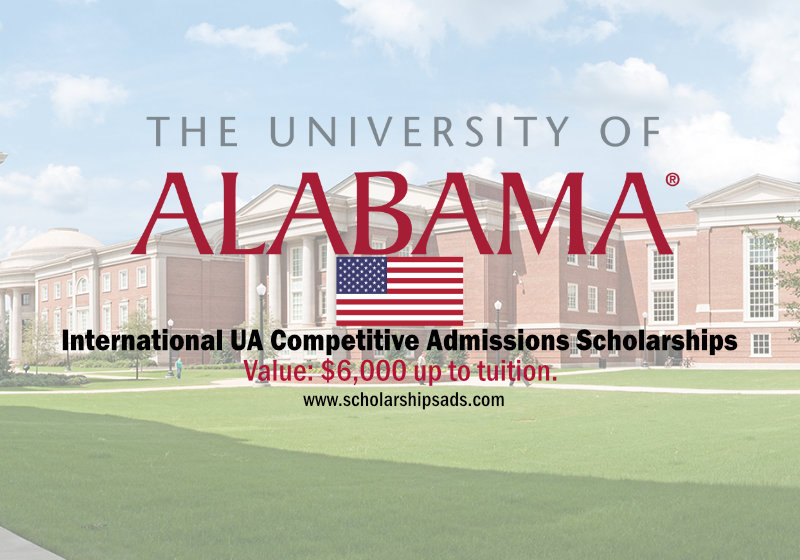 THE UNIVERSITY OF
ALABAMA®
International UA Competitive Admissions Scholarships
Value: $6,000 up to tuition.
www.scholarshipsads.com